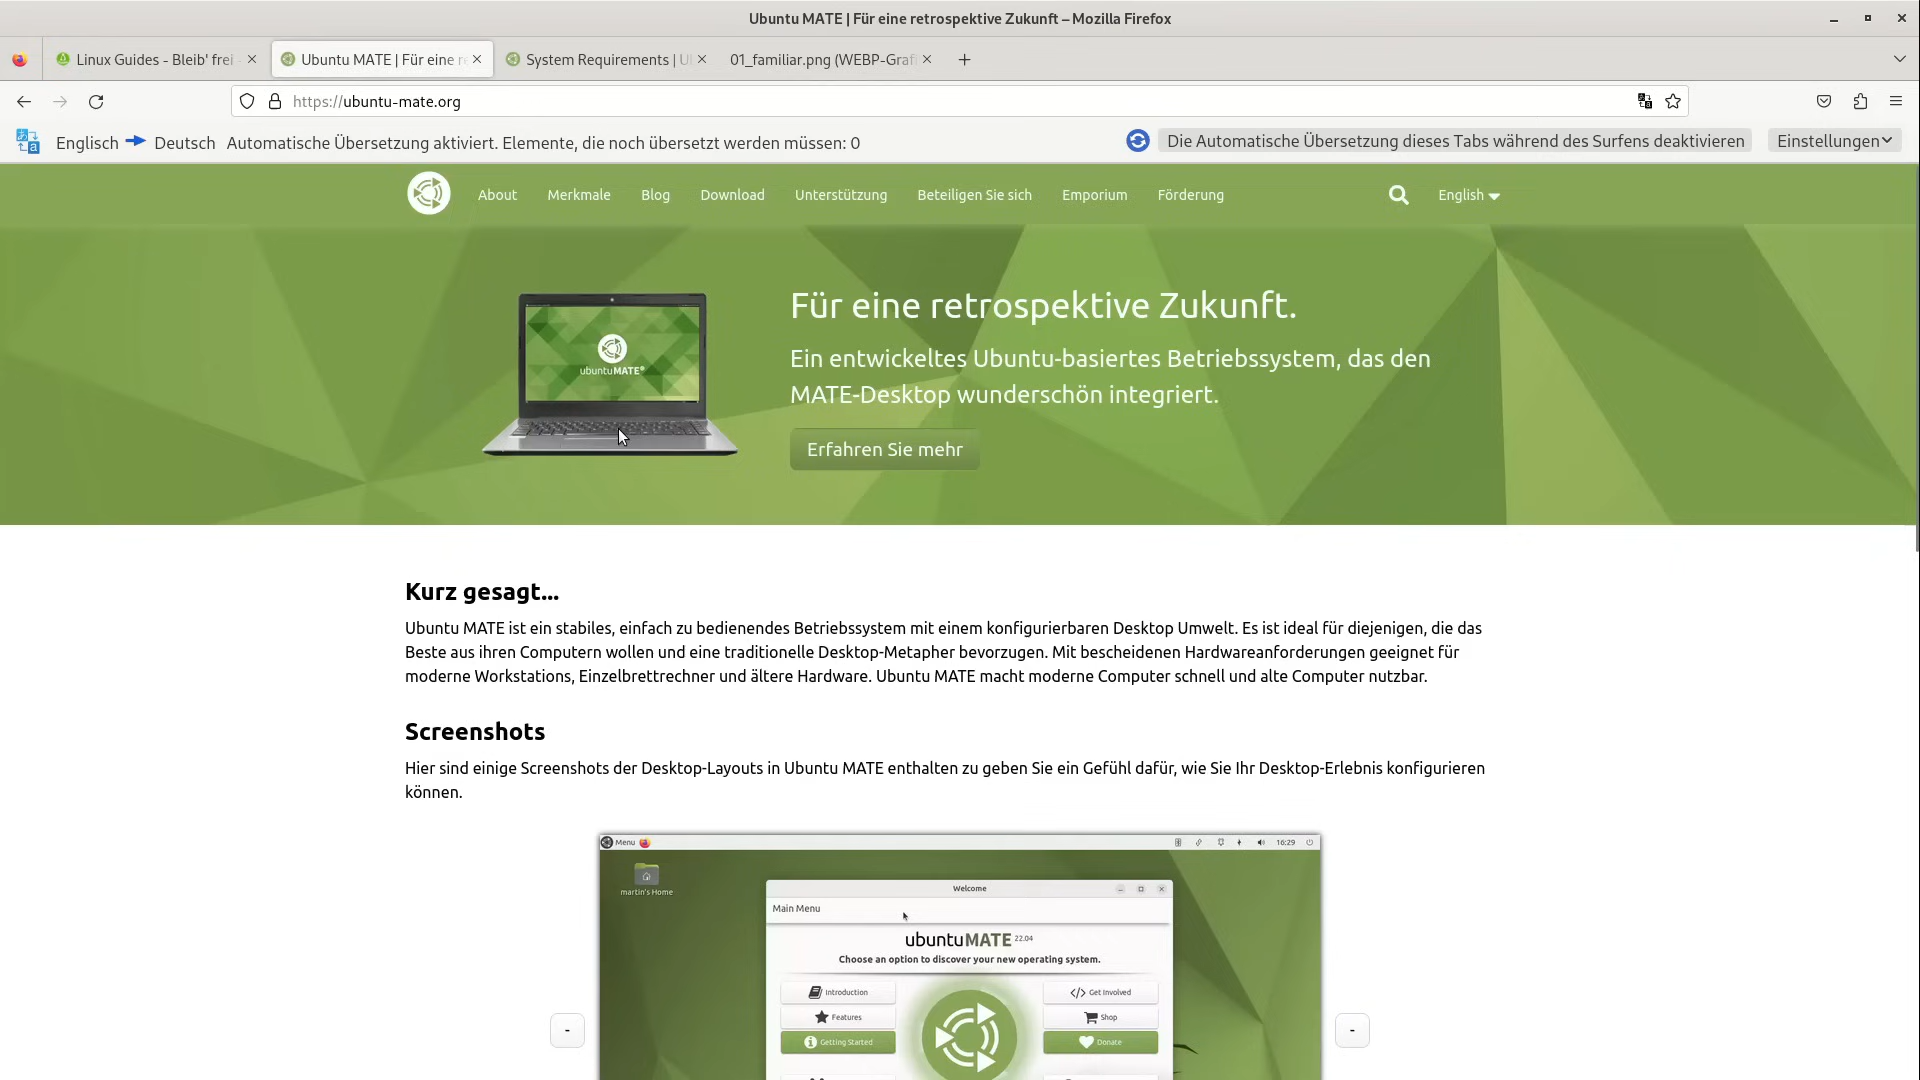 Ubuntu MATE | Für eine retrospektive Zukunft – Mozilla Firefox
Linux Guides - Bleib' frei
Ubuntu MATE | Für eine r
System Requirements | U
01_familiar.png (WEBP-Graf
https://ubuntu-mate.org
Englisch Deutsch Automatische Übersetzung aktiviert. Elemente, die noch übersetzt werden müssen: 0
Die Automatische Übersetzung dieses Tabs während des Surfens deaktivieren
Einstellungen
About Merkmale Blog Download Unterstützung Beteiligen Sie sich Emporium Förderung English
ubuntuMATE
Für eine retrospektive Zukunft.
Ein entwickeltes Ubuntu-basiertes Betriebssystem, das den
MATE-Desktop wunderschön integriert.
Erfahren Sie mehr
Kurz gesagt...
Ubuntu MATE ist ein stabiles, einfach zu bedienendes Betriebssystem mit einem konfigurierbaren Desktop Umwelt. Es ist ideal für diejenigen, die das
Beste aus ihren Computern wollen und eine traditionelle Desktop-Metapher bevorzugen. Mit bescheidenen Hardwareanforderungen geeignet für
moderne Workstations, Einzelbrettrechner und ältere Hardware. Ubuntu MATE macht moderne Computer schnell und alte Computer nutzbar.
Screenshots
Hier sind einige Screenshots der Desktop-Layouts in Ubuntu MATE enthalten zu geben Sie ein Gefühl dafür, wie Sie Ihr Desktop-Erlebnis konfigurieren
können.
Menu
16:29
martin's Home
Welcome
Main Menu
ubuntuMATE 22.04
Choose an option to discover your new operating system.
Introduction
Get Involved
Features
Shop
Getting Started
Donate
-
-